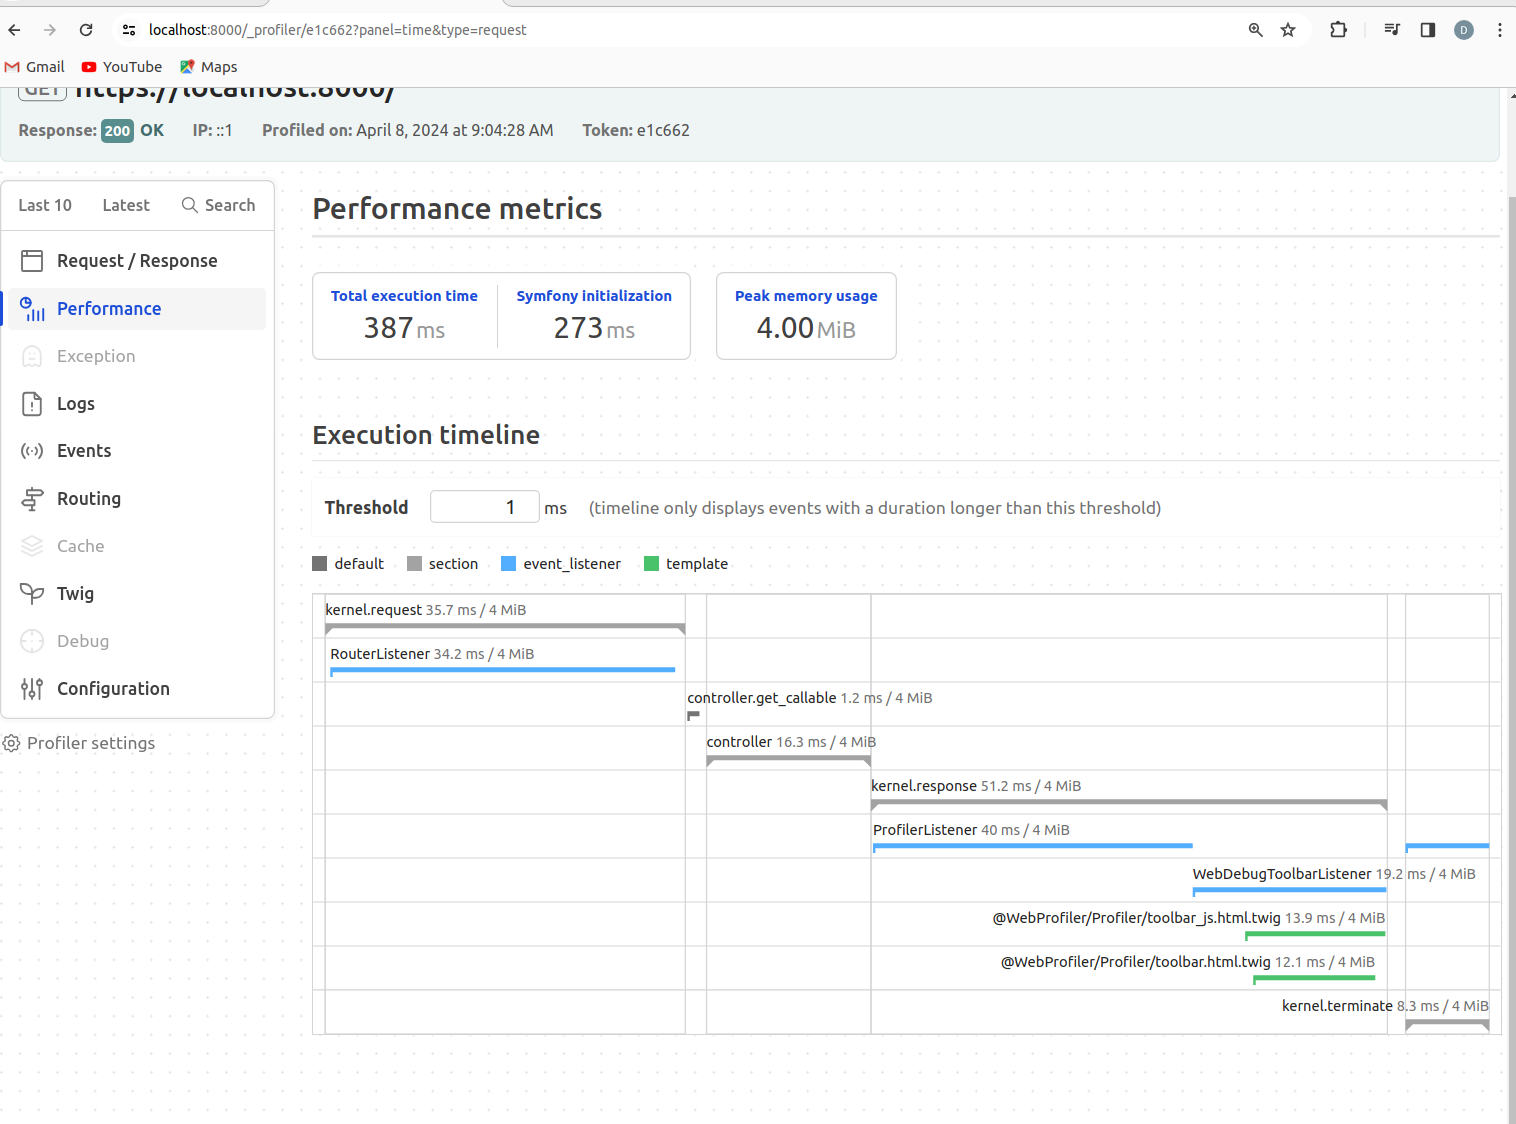 localhost:8000/_profiler/e1c662?panel=time&type=request
D
Gmail YouTube Maps
GET https://localhost:8000/
Response: 200 OK IP: ::1 Profiled on: April 8, 2024 at 9:04:28 AM Token: e1c662
Last 10 Latest Search
Request / Response
Performance
Exception
Logs
Events
Routing
Cache
Twig
Debug
Configuration
Profiler settings
Performance metrics
Total execution time Symfony initialization Peak memory usage
387 ms 273 ms 4.00 MiB
Execution timeline
Threshold 1 ms (timeline only displays events with a duration longer than this threshold)
default section event_listener template
kernel.request 35.7 ms / 4 MiB
RouterListener 34.2 ms / 4 MiB
controller.get_callable 1.2 ms / 4 MiB
controller 16.3 ms / 4 MiB
kernel.response 51.2 ms / 4 MiB
ProfilerListener 40 ms / 4 MiB
WebDebugToolbarListener 19.2 ms / 4 MiB
@WebProfiler/Profiler/toolbar_js.html.twig 13.9 ms / 4 MiB
@WebProfiler/Profiler/toolbar.html.twig 12.1 ms / 4 MiB
kernel.terminate 8.3 ms / 4 MiB